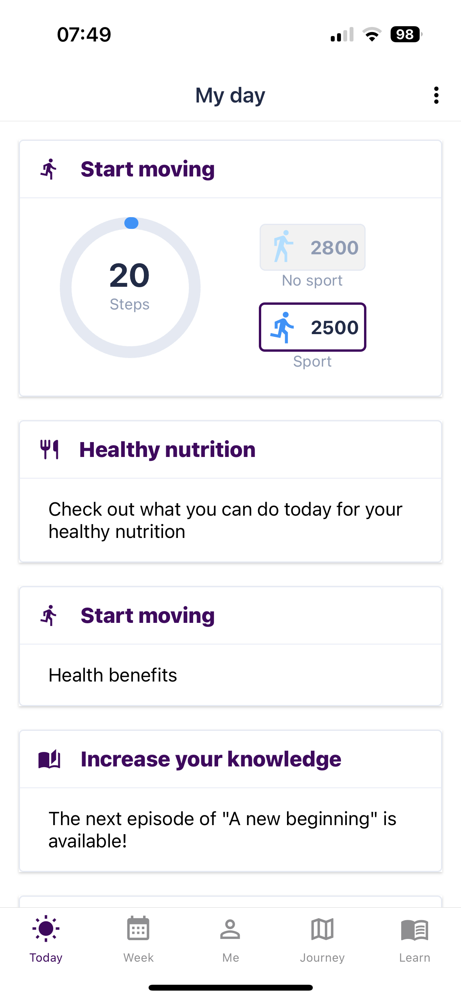 07:49
98
My day
Start moving
20
Steps
2800
No sport
2500
Sport
Healthy nutrition
Check out what you can do today for your
healthy nutrition
Start moving
Health benefits
Increase your knowledge
The next episode of "A new beginning" is
available!
Today
Week
Me
Journey
Learn